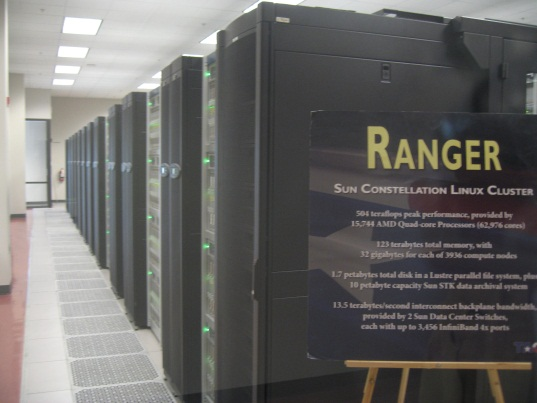 RANGER
SUN CONSTELLATION LINUX CLUSTER
504 teraflops peak performance, provided by
15,744 AMD Quad-core Processors (62,976 cores)
123 terabytes total memory, with
32 gigabytes for each of 3936 compute nodes
1.7 petabytes total disk in a Lustre parallel file system, plus
10 petabyte capacity Sun STK data archival system
13.5 terabytes/second interconnect backplane bandwidth,
provided by 2 Sun Data Center Switches,
each with up to 3,456 InfiniBand 4x ports